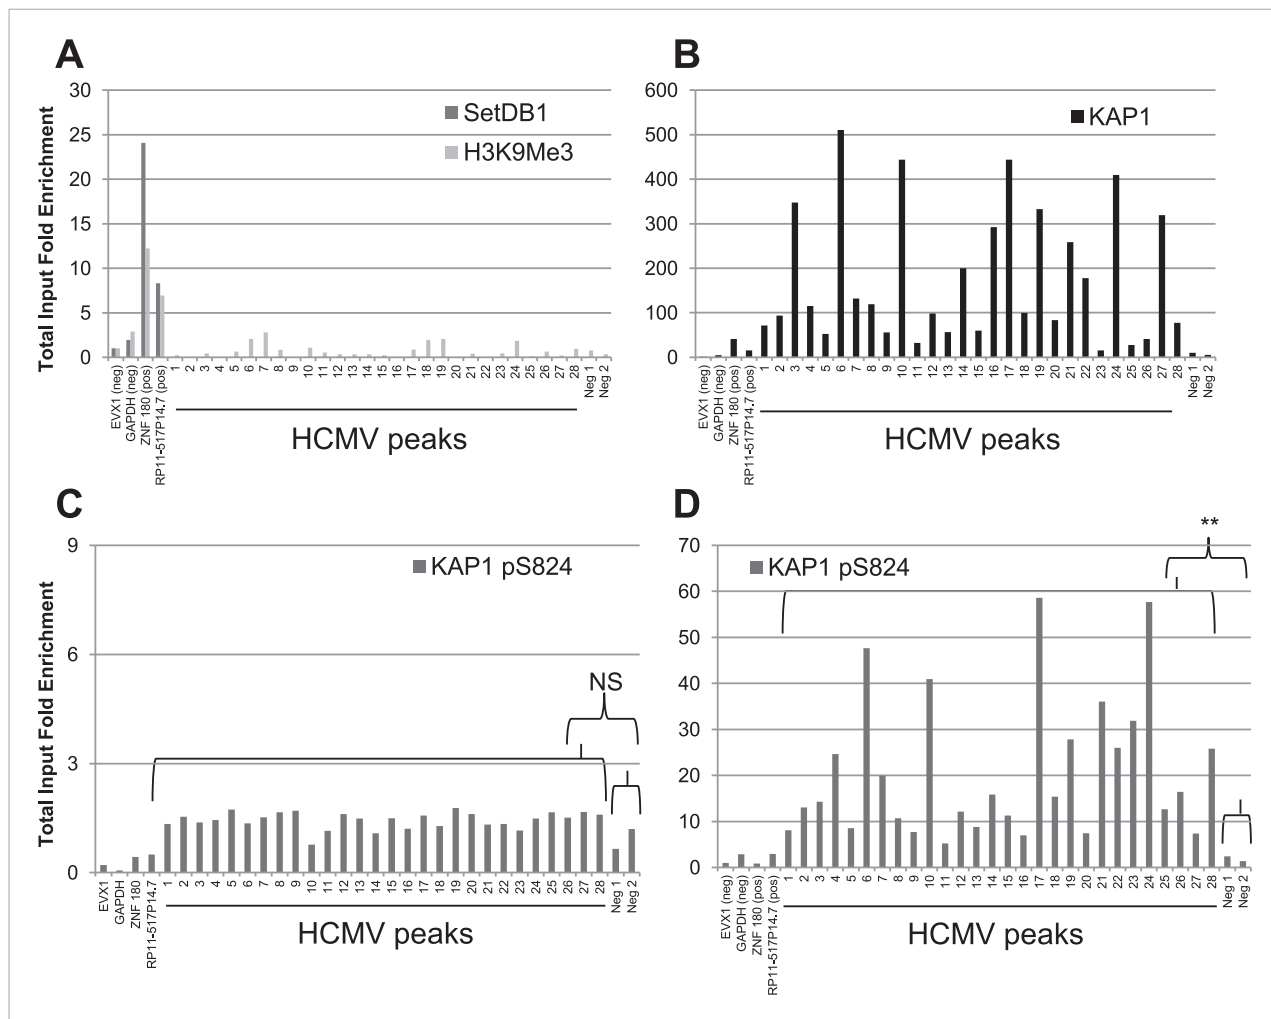 A
Total Input Fold Enrichment
30
25
20
15
10
5
0
SetDB1
H3K9Me3
EVX1 (neg)
GAPDH (neg)
ZNF 180 (pos)
RP11-517P14.7 (pos)
1 2 3 4 5 6 7 8 9 10 11 12 13 14 15 16 17 18 19 20 21 22 23 24 25 26 27 28 Neg 1 Neg 2
HCMV peaks
B
600
500
400
300
200
100
0
KAP1
EVX1 (neg)
GAPDH (neg)
ZNF 180 (pos)
RP11-517P14.7 (pos)
1 2 3 4 5 6 7 8 9 10 11 12 13 14 15 16 17 18 19 20 21 22 23 24 25 26 27 28 Neg 1 Neg 2
HCMV peaks
C
Total Input Fold Enrichment
9
6
3
0
KAP1 pS824
NS
EVX1
GAPDH
ZNF 180
RP11-517P14.7
1 2 3 4 5 6 7 8 9 10 11 12 13 14 15 16 17 18 19 20 21 22 23 24 25 26 27 28 Neg 1 Neg 2
HCMV peaks
D
**
70
60
50
40
30
20
10
0
KAP1 pS824
EVX1 (neg)
GAPDH (neg)
ZNF 180 (pos)
RP11-517P14.7 (pos)
1 2 3 4 5 6 7 8 9 10 11 12 13 14 15 16 17 18 19 20 21 22 23 24 25 26 27 28 Neg 1 Neg 2
HCMV peaks